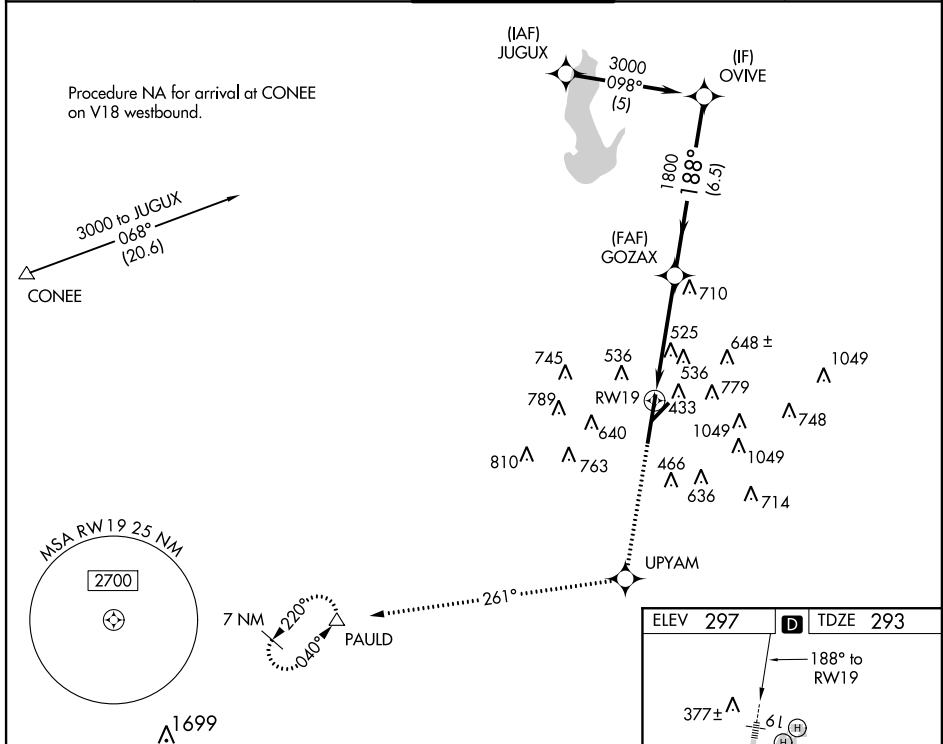 (IAF)
JUGUX
3000
098°
(5)
(IF)
OVIVE
Procedure NA for arrival at CONEE
on V18 westbound.
1800
188°
(6.5)
3000 to JUGUX
068°
(20.6)
CONEE
(FAF)
GOZAX
710
525
648 ±
745
536
536
1049
RW19
779
789
433
748
640
1049
1049
810
763
466
636
714
MSA RW19 25 NM
2700
UPYAM
261°
7 NM
220°
040°
PAULD
ELEV 297
D
TDZE 293
188° to
RW19
377±
19
H
H
1699